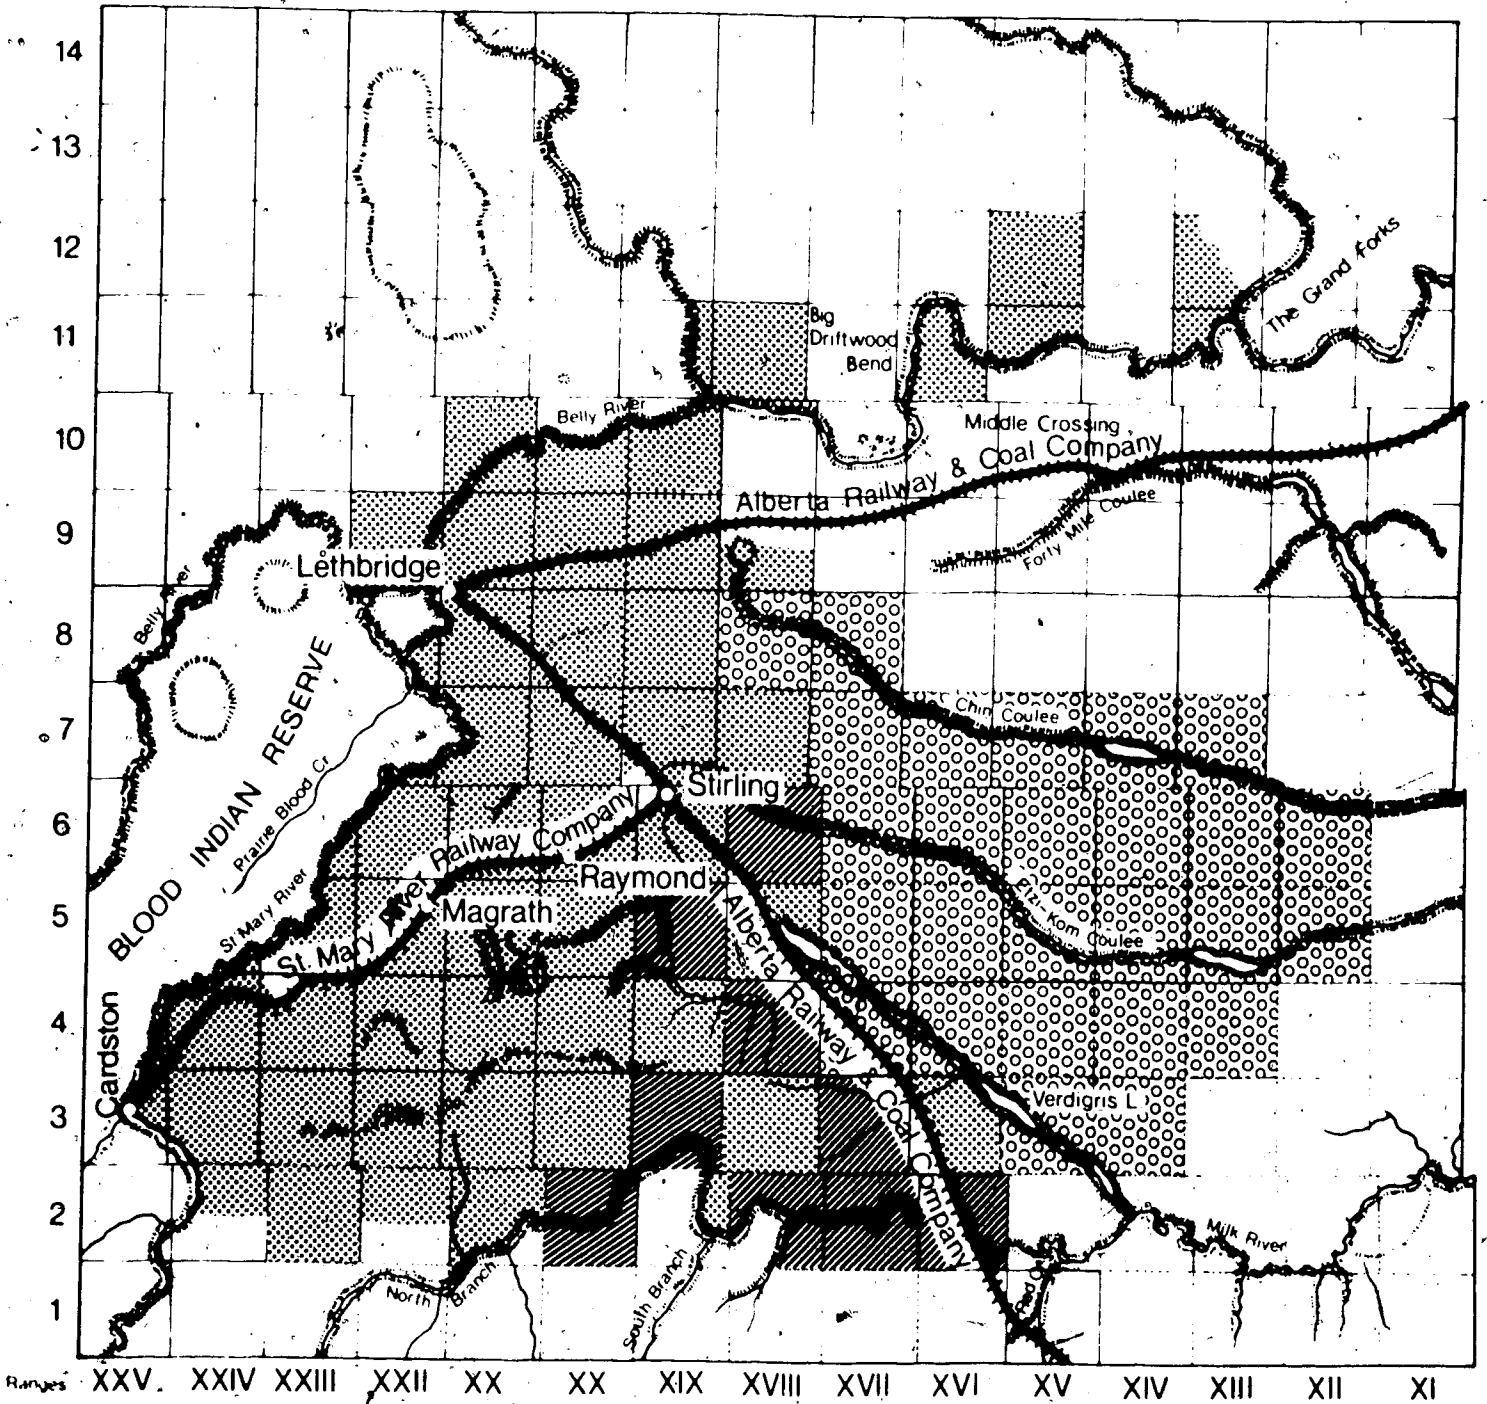 14
13
12
The Grand Forks
11
Big
Driftwood
Bend
Belly River
10
Middle Crossing
Alberta Railway & Coal Company
9
Forty Mile Coulee
Lethbridge
Belly River
8
BLOOD INDIAN RESERVE
7
Chin Coulee
Prairie Blood Cr
Stirling
6
St. Mary River Railway Company
Raymond
St Mary River
5
Magrath
Etzi-Kom Coulee
Alberta Railway & Coal Company
4
Cardston
3
Verdigris L
2
Milk River
North Branch
South Branch
Red Cr
1
Ranges XXV XXIV XXIII XXII XX XX XIX XVIII XVII XVI XV XIV XIII XII XI